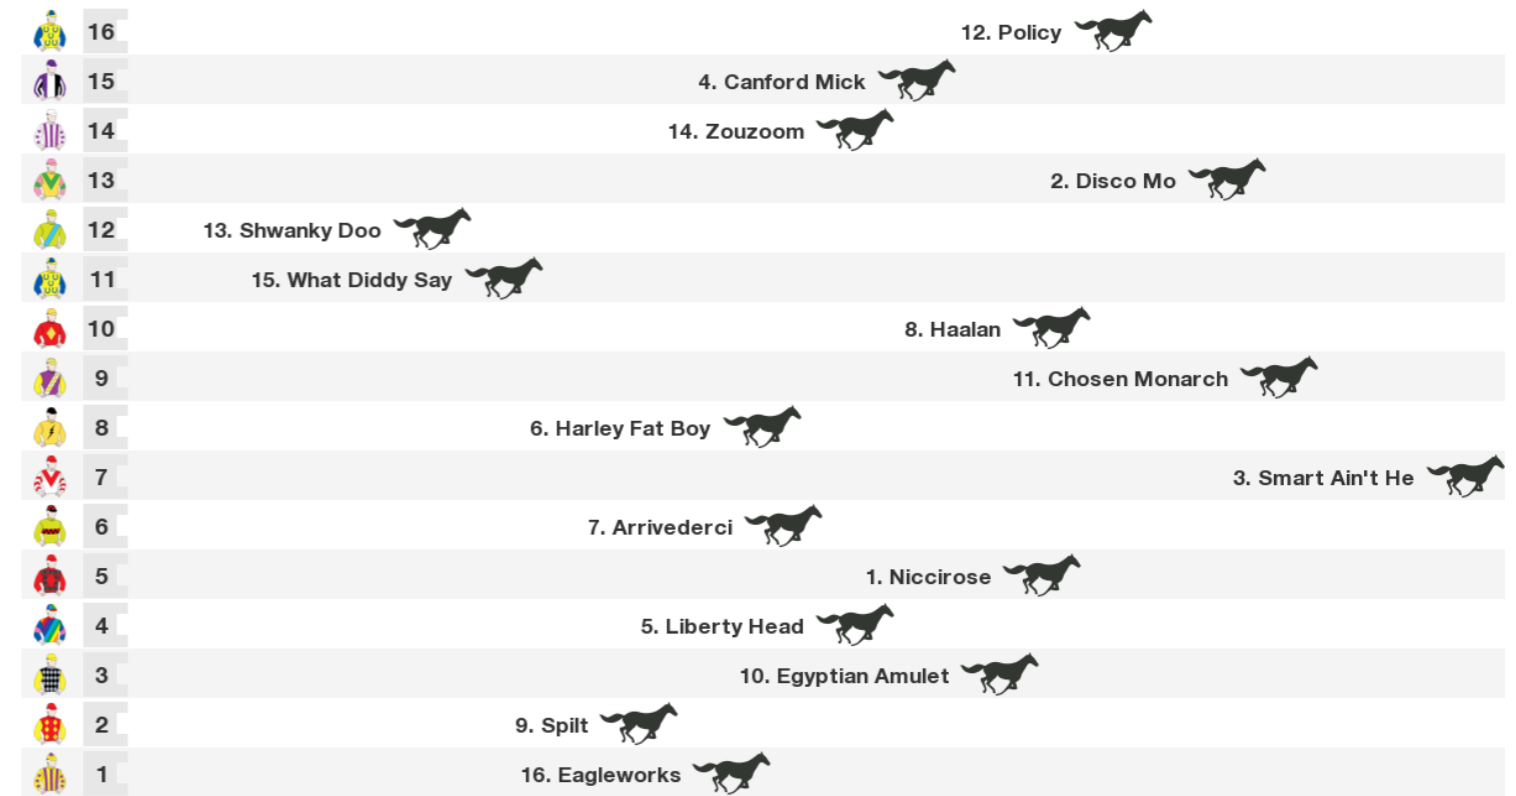 16 12. Policy
15 4. Canford Mick
14 14. Zouzoom
13 2. Disco Mo
12 13. Shwanky Doo
11 15. What Diddy Say
10 8. Haalan
9 11. Chosen Monarch
8 6. Harley Fat Boy
7 3. Smart Ain't He
6 7. Arrivederci
5 1. Niccirose
4 5. Liberty Head
3 10. Egyptian Amulet
2 9. Spilt
1 16. Eagleworks